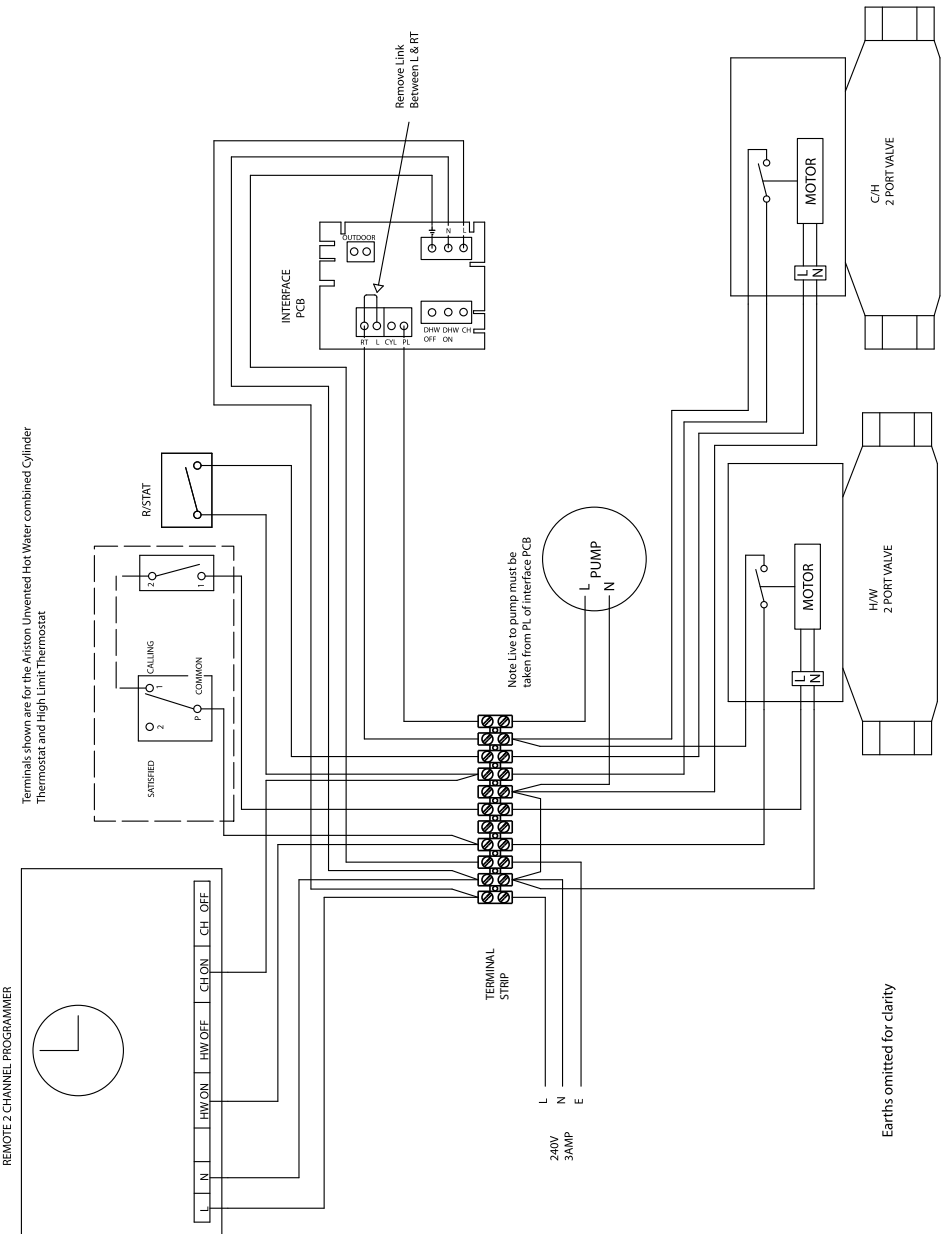 REMOTE 2 CHANNEL PROGRAMMER
L
N
HW ON
HW OFF
CH ON
CH OFF
Terminals shown are for the Ariston Unvented Hot Water combined Cylinder
Thermostat and High Limit Thermostat
SATISFIED
2
CALLING
1
COMMON
P
2
1
R/STAT
INTERFACE
PCB
OUTDOOR
N
L
RT
L
CYL
PL
DHW
OFF
DHW
ON
CH
Remove Link
Between L & RT
TERMINAL
STRIP
240V
3AMP
L
N
E
Note Live to pump must be
taken from PL of interface PCB
L
PUMP
N
MOTOR
L
N
H/W
2 PORT VALVE
MOTOR
L
N
C/H
2 PORT VALVE
Earths omitted for clarity